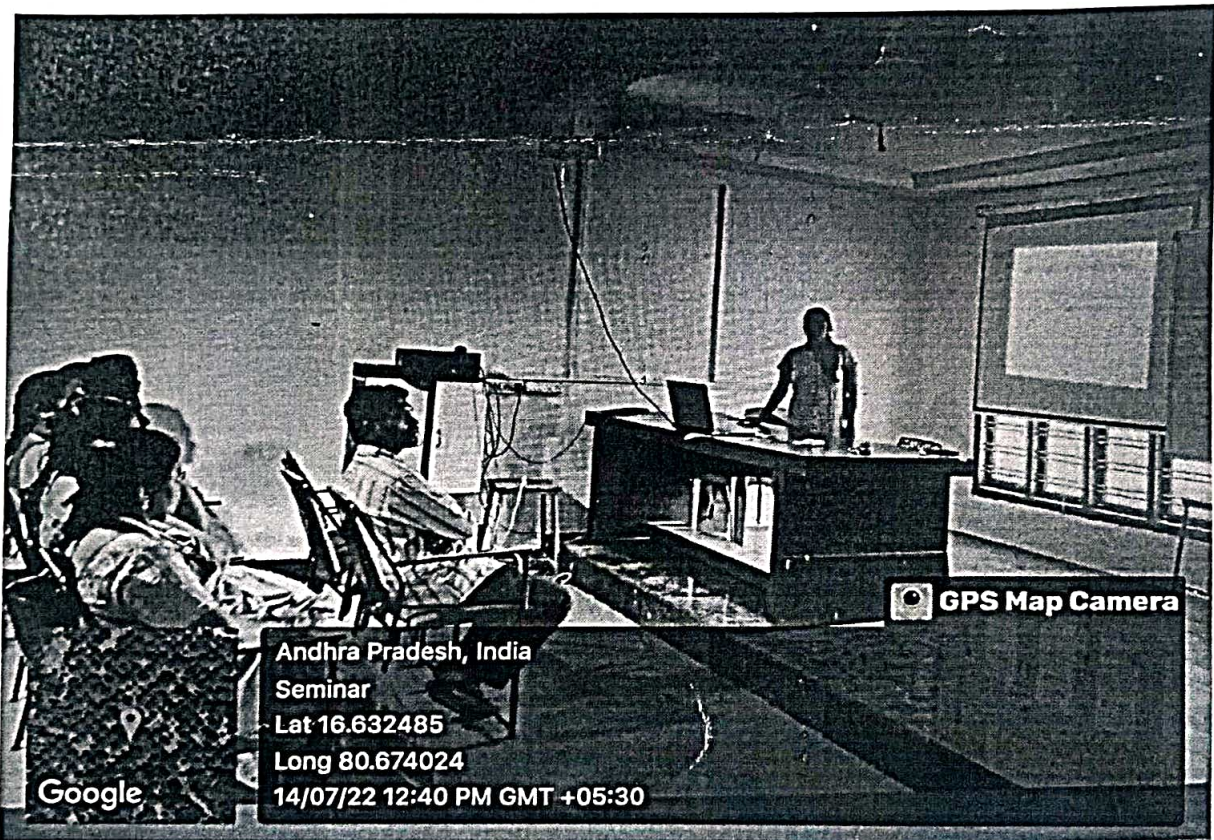 GPS Map Camera
Andhra Pradesh, India
Seminar
Lat 16.632485
Long 80.674024
14/07/22 12:40 PM GMT +05:30
Google